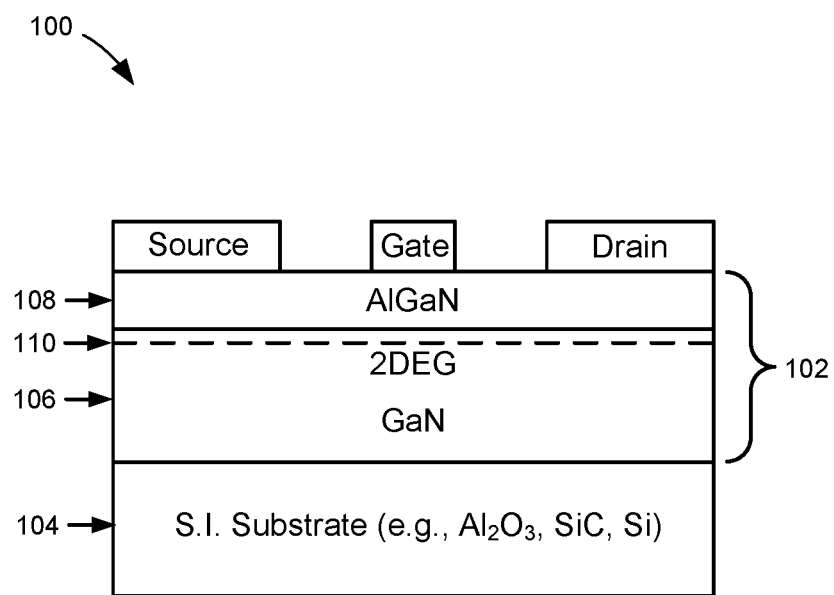 100
Source
Gate
Drain
108
AlGaN
110
2DEG
102
106
GaN
104
S.I. Substrate (e.g., Al₂O₃, SiC, Si)